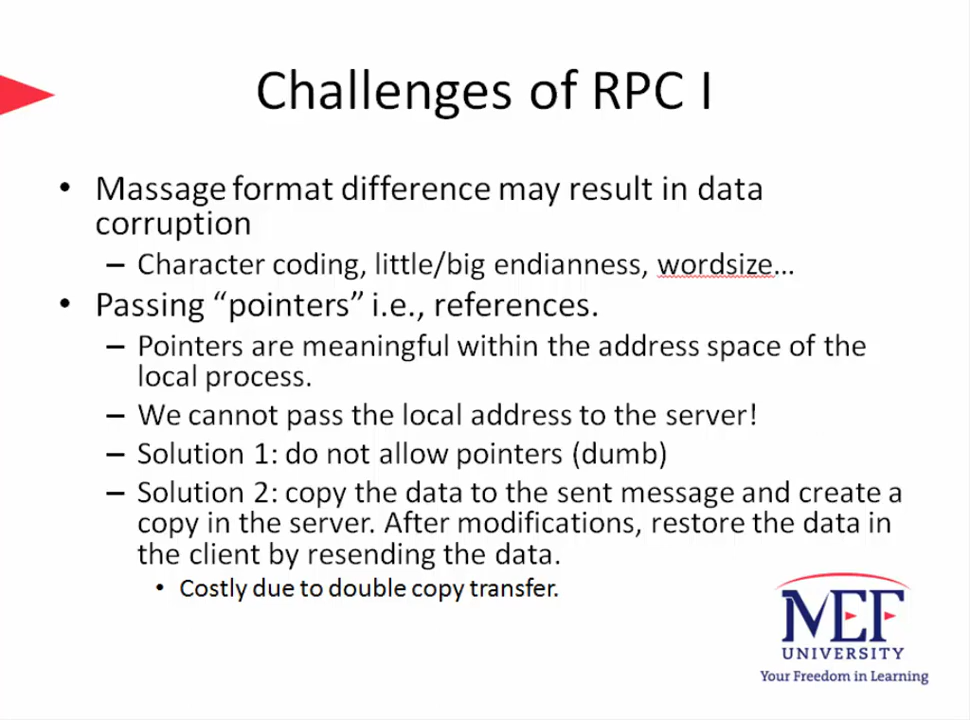 Challenges of RPC I
• Massage format difference may result in data
corruption
– Character coding, little/big endianness, wordsize…
• Passing “pointers” i.e., references.
– Pointers are meaningful within the address space of the
local process.
– We cannot pass the local address to the server!
– Solution 1: do not allow pointers (dumb)
– Solution 2: copy the data to the sent message and create a
copy in the server. After modifications, restore the data in
the client by resending the data.
• Costly due to double copy transfer.
MEF
UNIVERSITY
Your Freedom in Learning